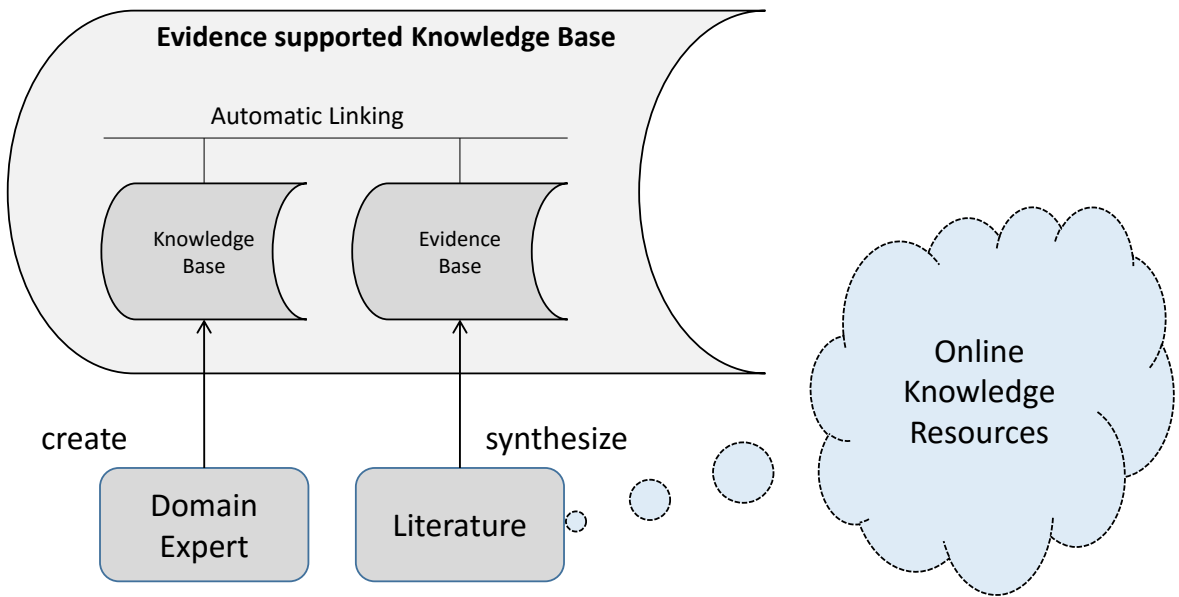 Evidence supported Knowledge Base
Automatic Linking
Knowledge
Base
Evidence
Base
Online
Knowledge
Resources
create
synthesize
Domain
Expert
Literature